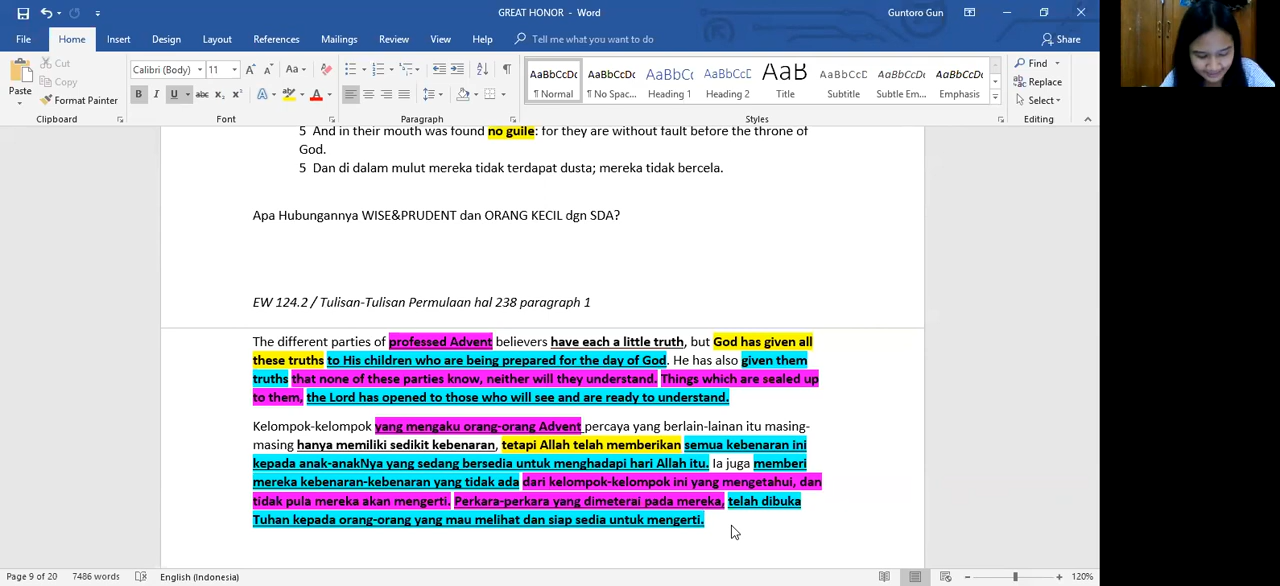 GREAT HONOR - Word
Guntoro Gun
File Home Insert Design Layout References Mailings Review View Help Tell me what you want to do Share
Cut
Copy
Format Painter
Paste
Calibri (Body) 11
Clipboard Font Paragraph Styles Editing
AaBbCcDc AaBbCcDc AaBbCc AaBbCcD AaB AaBbCcD AaBbCcDc AaBbCcDc
¶ Normal ¶ No Spac... Heading 1 Heading 2 Title Subtitle Subtle Em... Emphasis
Find
Replace
Select
5 And in their mouth was found no guile: for they are without fault before the throne of
God.
5 Dan di dalam mulut mereka tidak terdapat dusta; mereka tidak bercela.
Apa Hubungannya WISE&PRUDENT dan ORANG KECIL dgn SDA?
EW 124.2 / Tulisan-Tulisan Permulaan hal 238 paragraph 1
The different parties of professed Advent believers have each a little truth, but God has given all
these truths to His children who are being prepared for the day of God. He has also given them
truths that none of these parties know, neither will they understand. Things which are sealed up
to them, the Lord has opened to those who will see and are ready to understand.
Kelompok-kelompok yang mengaku orang-orang Advent percaya yang berlain-lainan itu masing-
masing hanya memiliki sedikit kebenaran, tetapi Allah telah memberikan semua kebenaran ini
kepada anak-anakNya yang sedang bersedia untuk menghadapi hari Allah itu. Ia juga memberi
mereka kebenaran-kebenaran yang tidak ada dari kelompok-kelompok ini yang mengetahui, dan
tidak pula mereka akan mengerti. Perkara-perkara yang dimeterai pada mereka, telah dibuka
Tuhan kepada orang-orang yang mau melihat dan siap sedia untuk mengerti.
Page 9 of 20 7486 words English (Indonesia) 120%